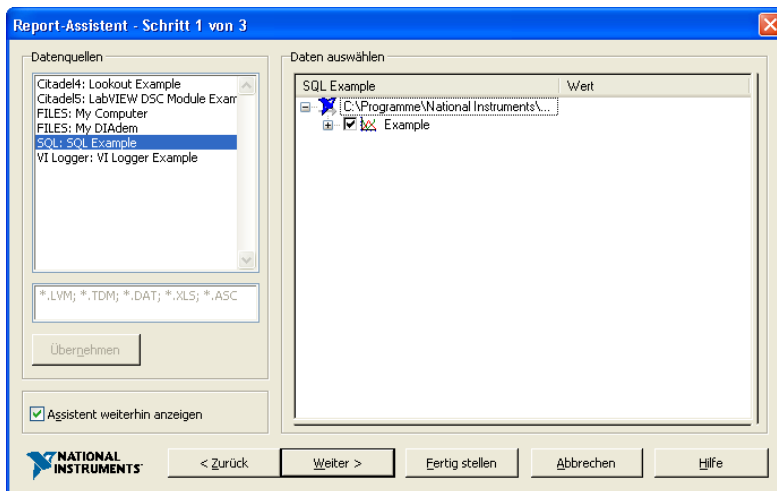 Report-Assistent - Schritt 1 von 3
Datenquellen
Citadel4: Lookout Example
Citadel5: LabVIEW DSC Module Exam
FILES: My Computer
FILES: My DIAdem
SQL: SQL Example
VI Logger: VI Logger Example
*.LVM; *.TDM; *.DAT; *.XLS; *.ASC
Übernehmen
Assistent weiterhin anzeigen
Daten auswählen
SQL Example Wert
C:\Programme\National Instruments\...
Example
NATIONAL
INSTRUMENTS
< Zurück Weiter > Fertig stellen Abbrechen Hilfe